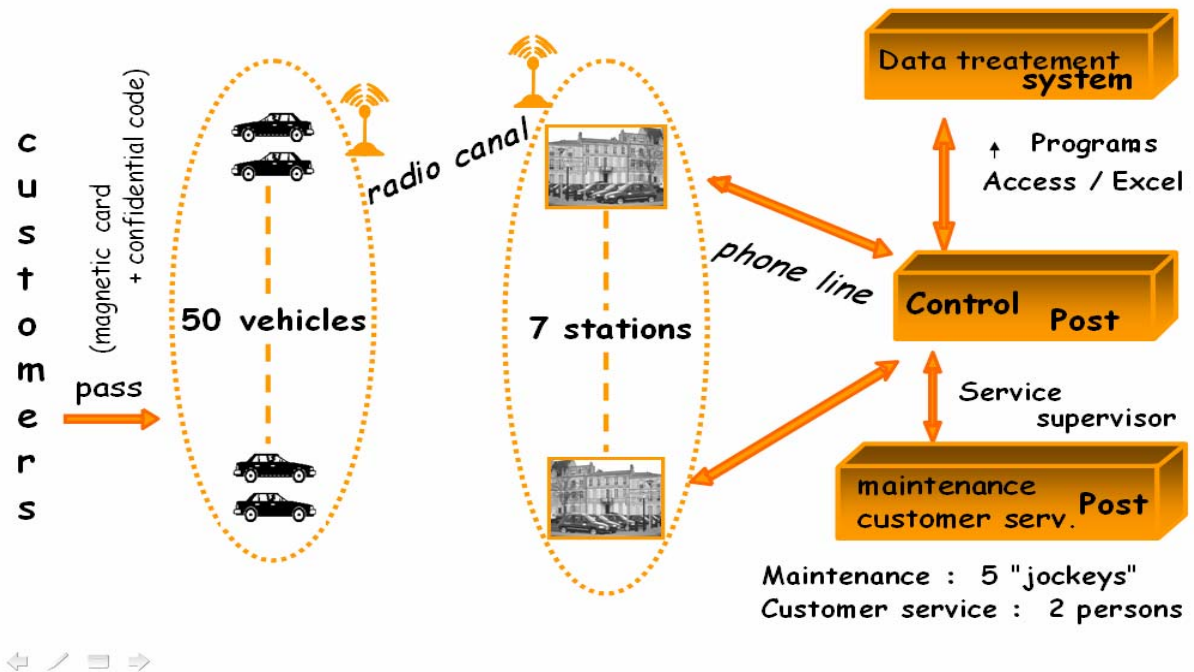 customers
(magnetic card
+ confidential code)
pass
50 vehicles
radio canal
7 stations
phone line
Data treatement
system
Programs
Access / Excel
Control
Post
Service
supervisor
maintenance
customer serv.
Post
Maintenance : 5 "jockeys"
Customer service : 2 persons